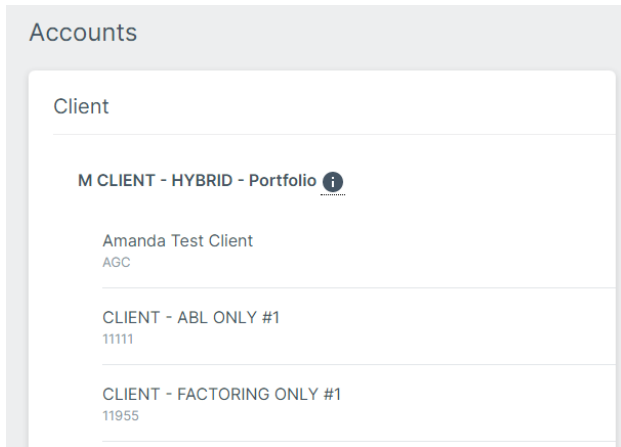 Accounts
Client
M CLIENT - HYBRID - Portfolio
Amanda Test Client
AGC
CLIENT - ABL ONLY #1
11111
CLIENT - FACTORING ONLY #1
11955